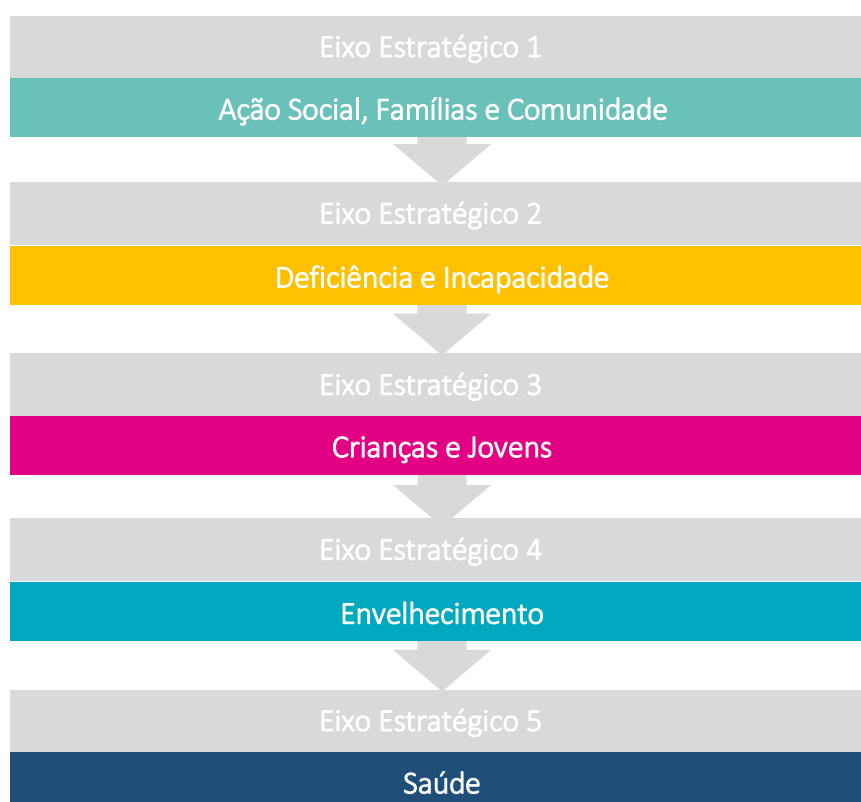 Eixo Estratégico 1
Ação Social, Famílias e Comunidade
Eixo Estratégico 2
Deficiência e Incapacidade
Eixo Estratégico 3
Crianças e Jovens
Eixo Estratégico 4
Envelhecimento
Eixo Estratégico 5
Saúde